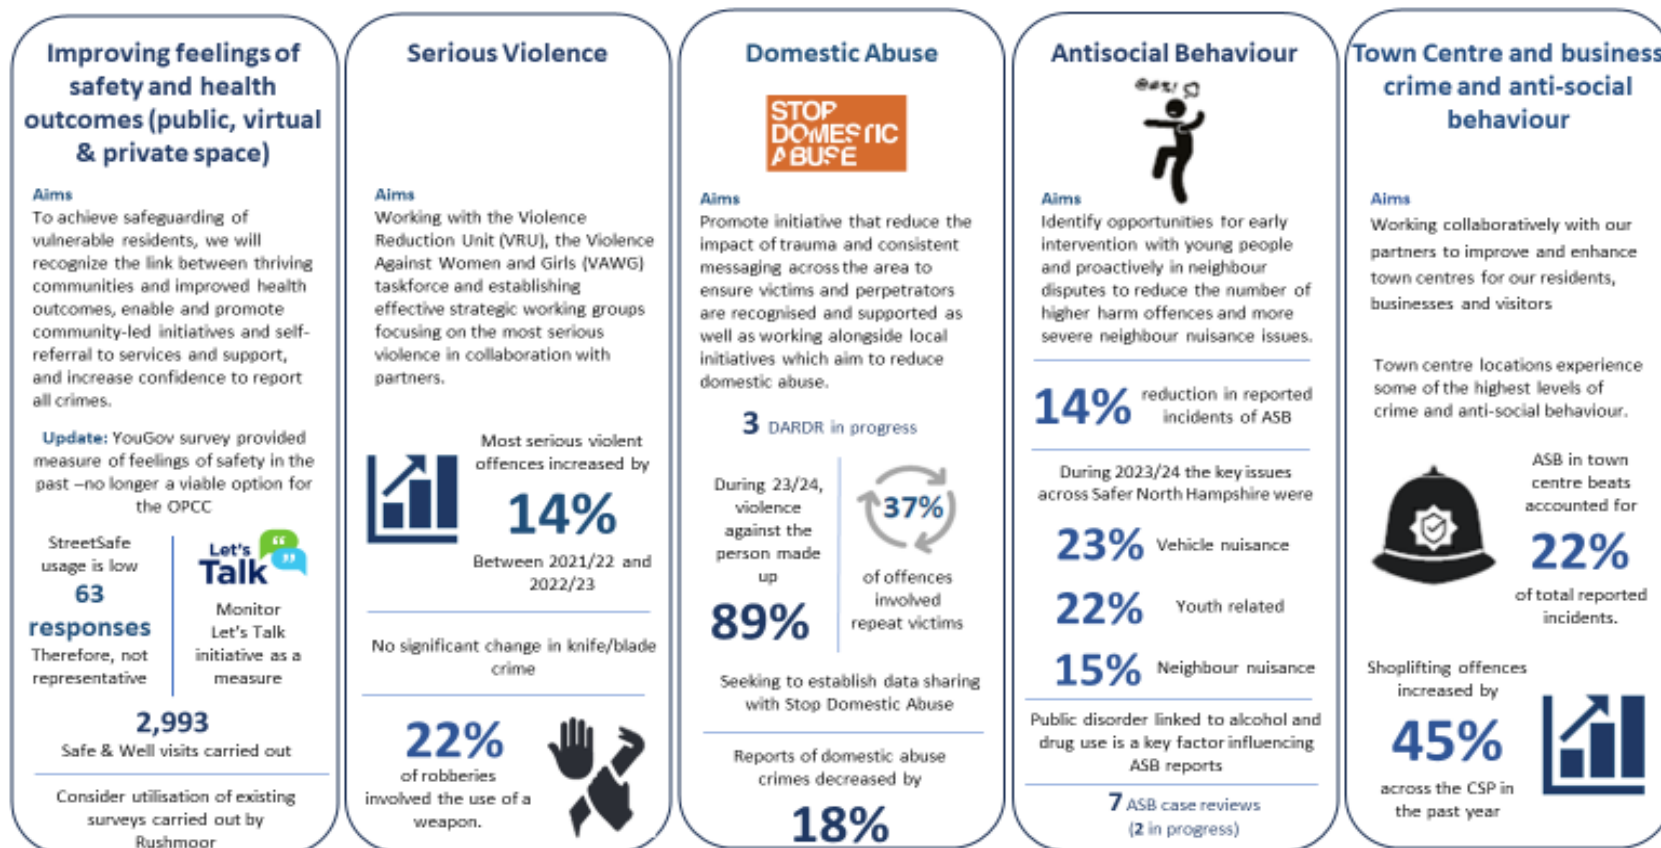 Improving feelings of
safety and health
outcomes (public, virtual
& private space)
Aims
To achieve safeguarding of
vulnerable residents, we will
recognize the link between thriving
communities and improved health
outcomes, enable and promote
community-led initiatives and self-
referral to services and support,
and increase confidence to report
all crimes.
Update: YouGov survey provided
measure of feelings of safety in the
past –no longer a viable option for
the OPCC
StreetSafe
usage is low
63
responses
Therefore, not
representative
Let's
Talk
Monitor
Let's Talk
initiative as a
measure
2,993
Safe & Well visits carried out
Consider utilisation of existing
surveys carried out by
Rushmoor
Serious Violence
Aims
Working with the Violence
Reduction Unit (VRU), the Violence
Against Women and Girls (VAWG)
taskforce and establishing
effective strategic working groups
focusing on the most serious
violence in collaboration with
partners.
Most serious violent
offences increased by
14%
Between 2021/22 and
2022/23
No significant change in knife/blade
crime
22%
of robberies
involved the use of a
weapon.
Domestic Abuse
STOP
DOMESTIC
ABUSE
Aims
Promote initiative that reduce the
impact of trauma and consistent
messaging across the area to
ensure victims and perpetrators
are recognised and supported as
well as working alongside local
initiatives which aim to reduce
domestic abuse.
3 DARDR in progress
During 23/24,
violence
against the
person made
up
89%
37%
of offences
involved
repeat victims
Seeking to establish data sharing
with Stop Domestic Abuse
Reports of domestic abuse
crimes decreased by
18%
Antisocial Behaviour
@#*%!
Aims
Identify opportunities for early
intervention with young people
and proactively in neighbour
disputes to reduce the number of
higher harm offences and more
severe neighbour nuisance issues.
14% reduction in reported
incidents of ASB
During 2023/24 the key issues
across Safer North Hampshire were
23% Vehicle nuisance
22% Youth related
15% Neighbour nuisance
Public disorder linked to alcohol and
drug use is a key factor influencing
ASB reports
7 ASB case reviews
(2 in progress)
Town Centre and business
crime and anti-social
behaviour
Aims
Working collaboratively with our
partners to improve and enhance
town centres for our residents,
businesses and visitors
Town centre locations experience
some of the highest levels of
crime and anti-social behaviour.
ASB in town
centre beats
accounted for
22%
of total reported
incidents.
Shoplifting offences
increased by
45%
across the CSP in
the past year